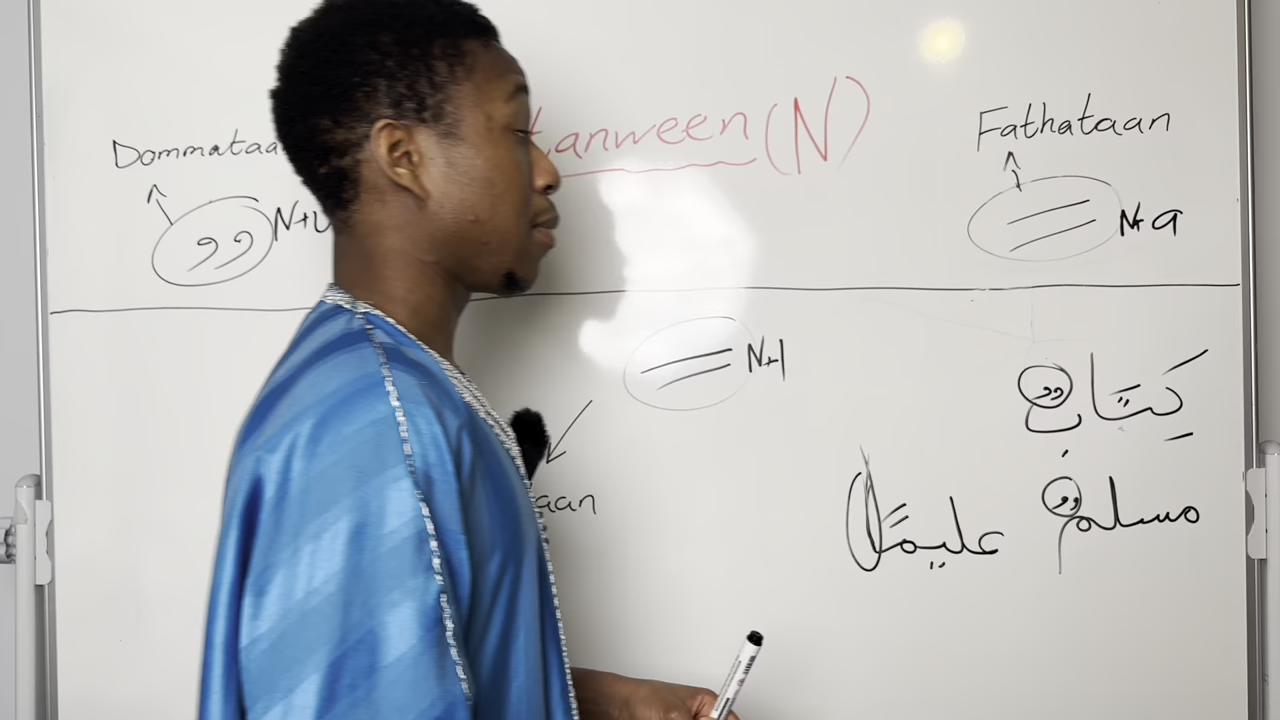 tanween (N)
Dommataa
N+U
Fathataan
N+a
N+I
aan
كِتَابٌ
مسلمٌ عليمًا